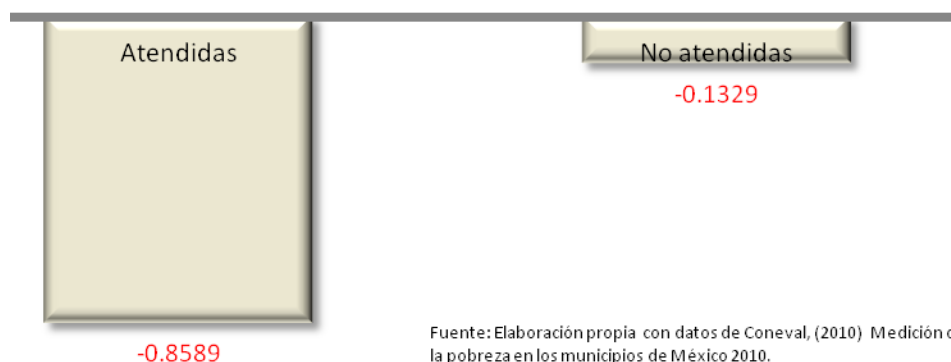 Atendidas
No atendidas
-0.1329
-0.8589
Fuente: Elaboración propia con datos de Coneval, (2010) Medición
la pobreza en los municipios de México 2010.